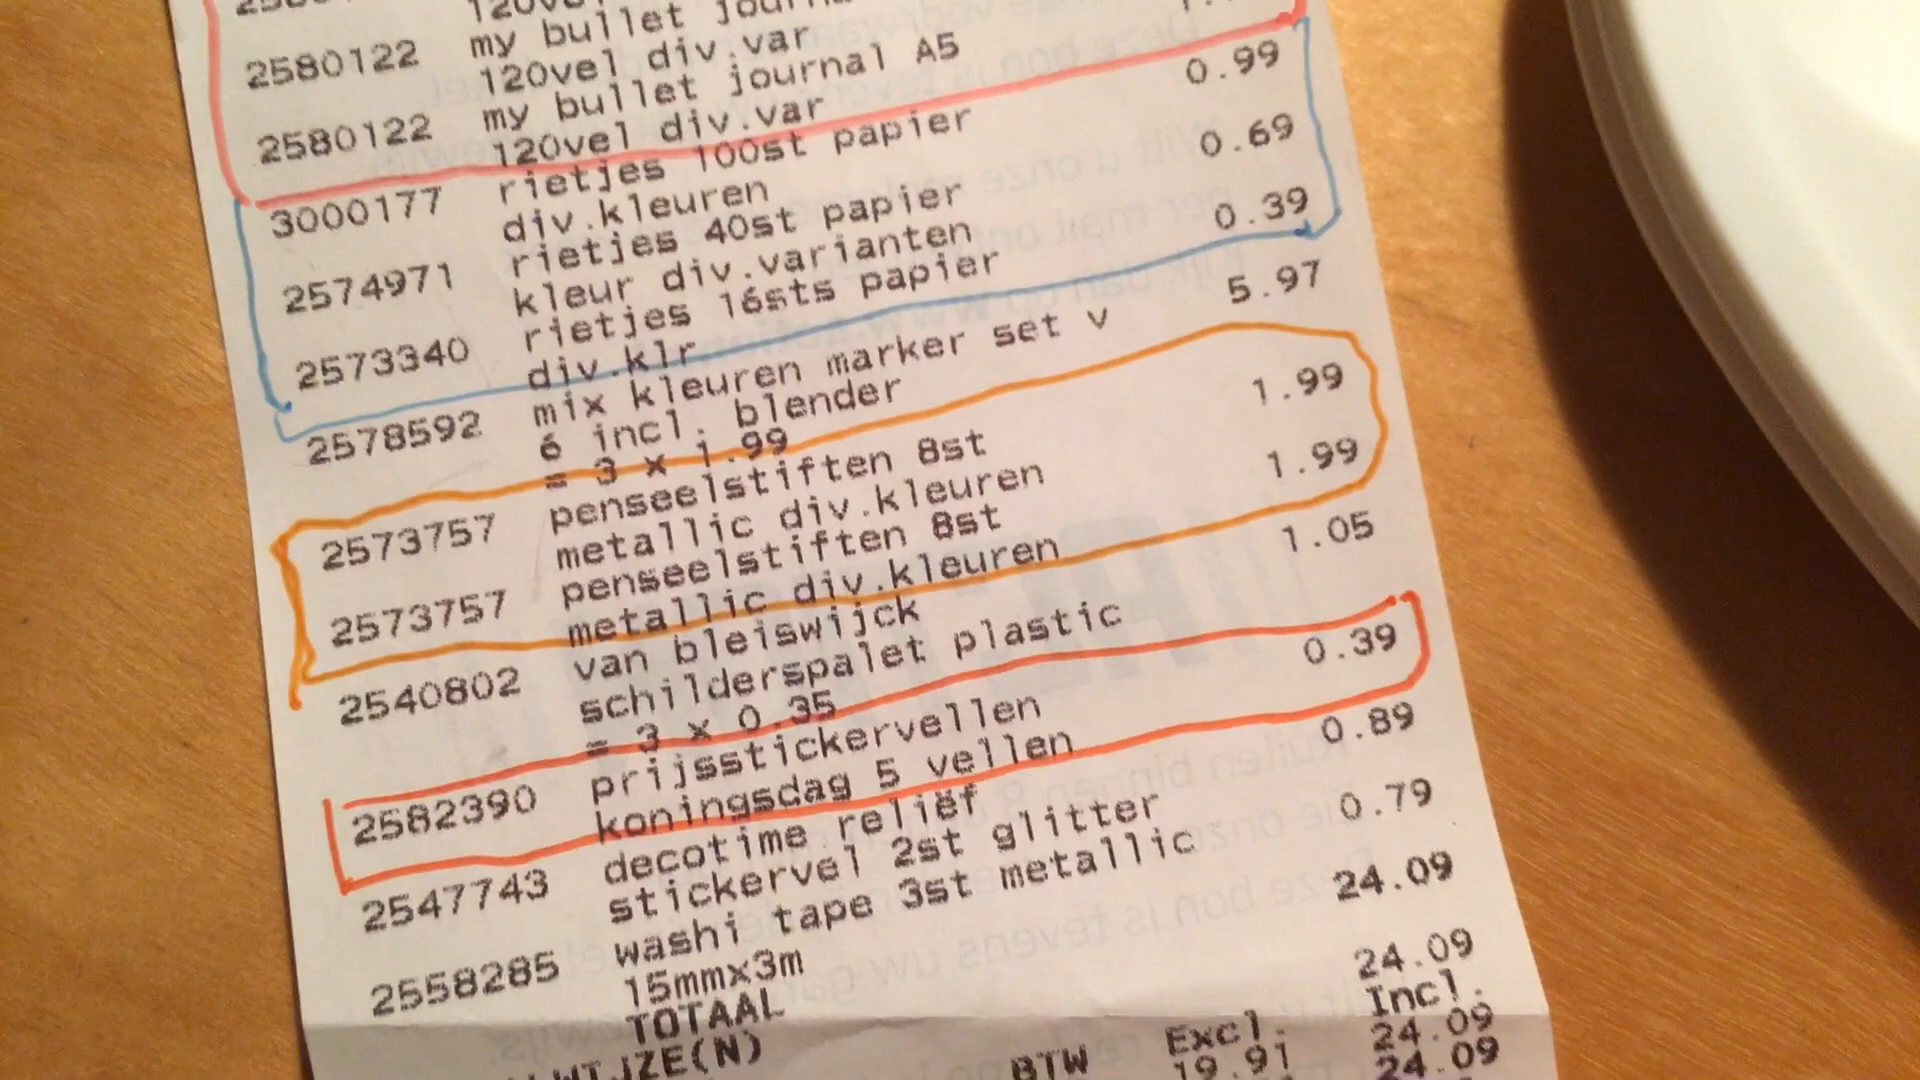 120vel
my bullet
2580122 120vel div.var
my bullet journal A5
2580122 120vel div.var 0.99
rietjes 100st papier
3000177 div.kleuren 0.69
rietjes 40st papier
2574971 kleur div.varianten 0.39
rietjes 16sts papier
2573340 div.klr 5.97
mix kleuren marker set v
2578592 6 incl. blender
= 3 x 1.99 1.99
penseelstiften 8st
2573757 metallic div.kleuren 1.99
penseelstiften 8st
2573757 metallic div.kleuren 1.05
van bleiswijck
2540802 schilderspalet plastic
= 3 x 0.35 0.39
prijsstickervellen
2582390 koningsdag 5 vellen 0.89
decotime reliëf
2547743 stickervel 2st glitter 0.79
washi tape 3st metallic
2558285 15mmx3m 24.09
TOTAAL 24.09
Incl.
Excl. 24.09
BTW 19.91 24.09